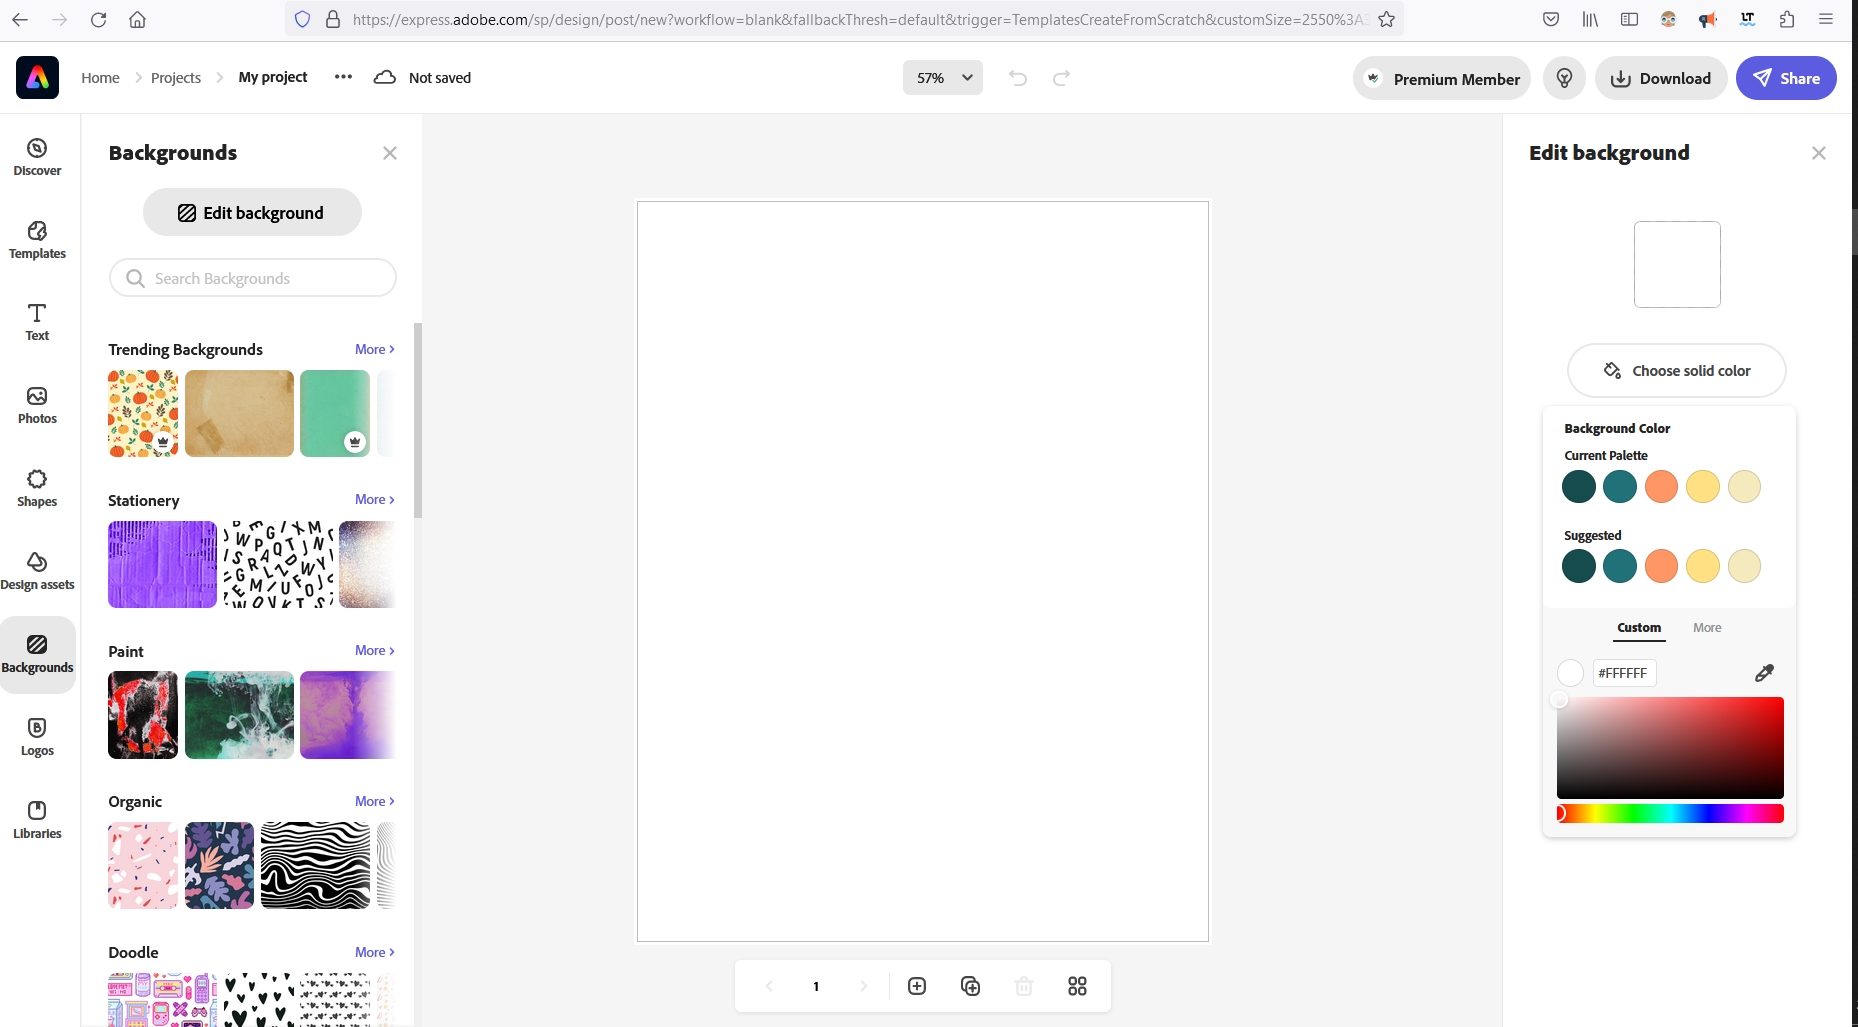 https://express.adobe.com/sp/design/post/new?workflow=blank&fallbackThresh=default&trigger=TemplatesCreateFromScratch&customSize=2550%3A3
Home
Projects
My project
Not saved
57%
Premium Member
Download
Share
Discover
Templates
Text
Photos
Shapes
Design assets
Backgrounds
Logos
Libraries
Backgrounds
Edit background
Search Backgrounds
Trending Backgrounds
More
Stationery
More
Paint
More
Organic
More
Doodle
More
1
Edit background
Choose solid color
Background Color
Current Palette
Suggested
Custom
More
#FFFFFF